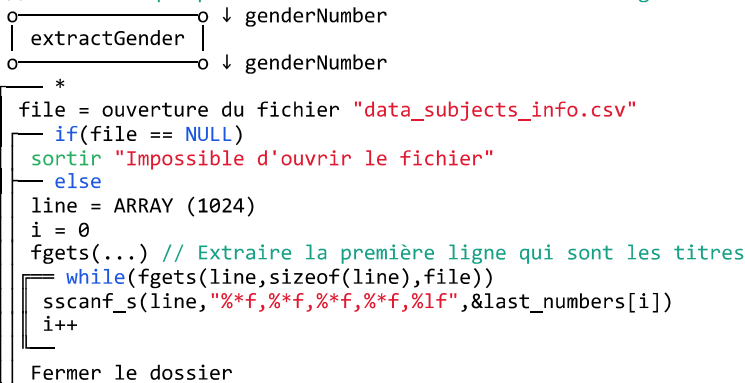 ↓ genderNumber
extractGender
↓ genderNumber
*
file = ouverture du fichier "data_subjects_info.csv"
if(file == NULL)
sortir "Impossible d'ouvrir le fichier"
else
line = ARRAY (1024)
i = 0
fgets(...) // Extraire la première ligne qui sont les titres
while(fgets(line,sizeof(line),file))
sscanf_s(line,"%*f,%*f,%*f,%*f,%lf",&last_numbers[i])
i++
Fermer le dossier